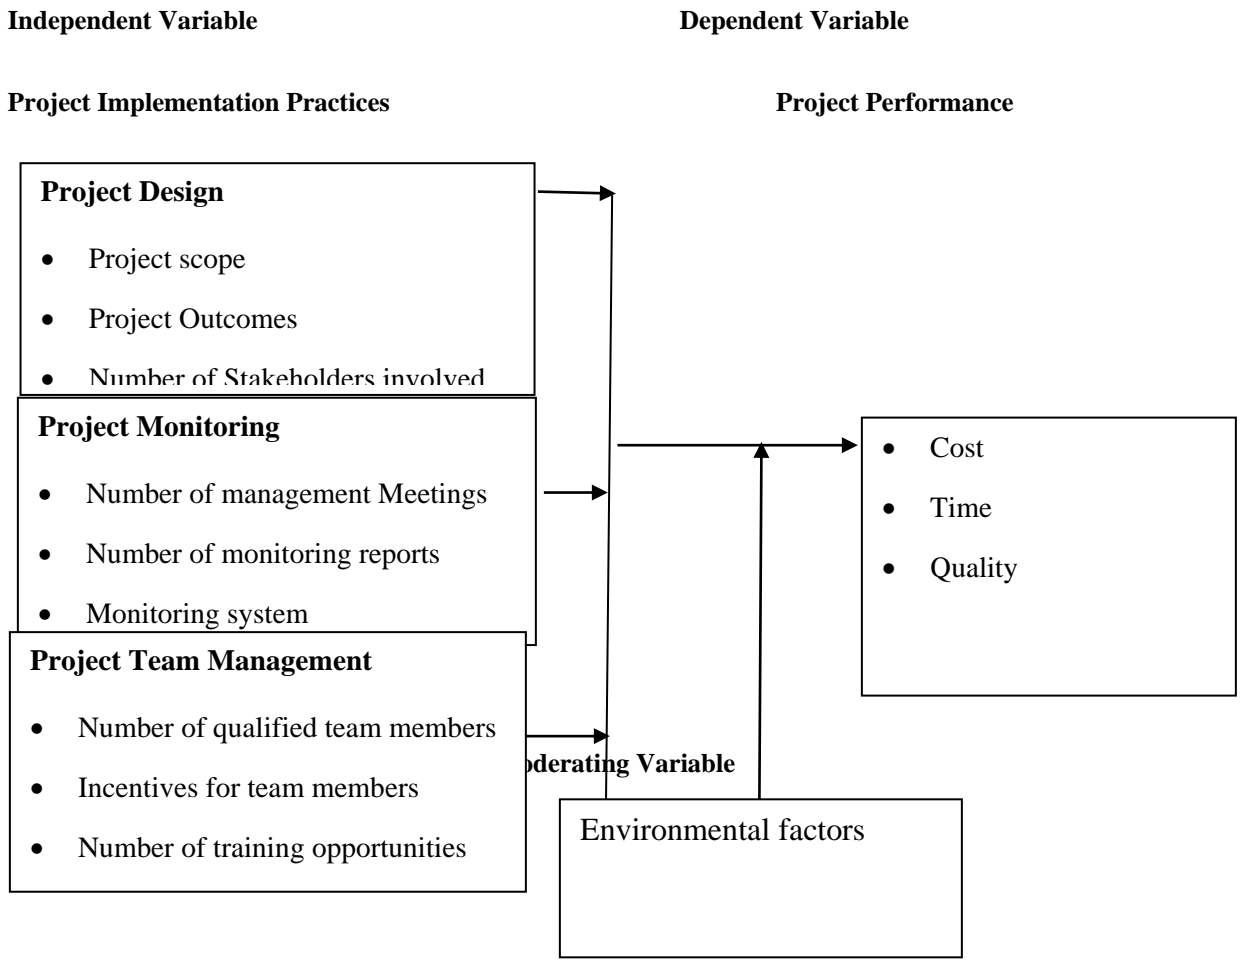 Independent Variable
Dependent Variable
Project Implementation Practices
Project Performance
Project Design
• Project scope
• Project Outcomes
• Number of Stakeholders involved
Project Monitoring
• Number of management Meetings
• Number of monitoring reports
• Monitoring system
Project Team Management
• Number of qualified team members
• Incentives for team members
• Number of training opportunities
• Cost
• Time
• Quality
oderating Variable
Environmental factors